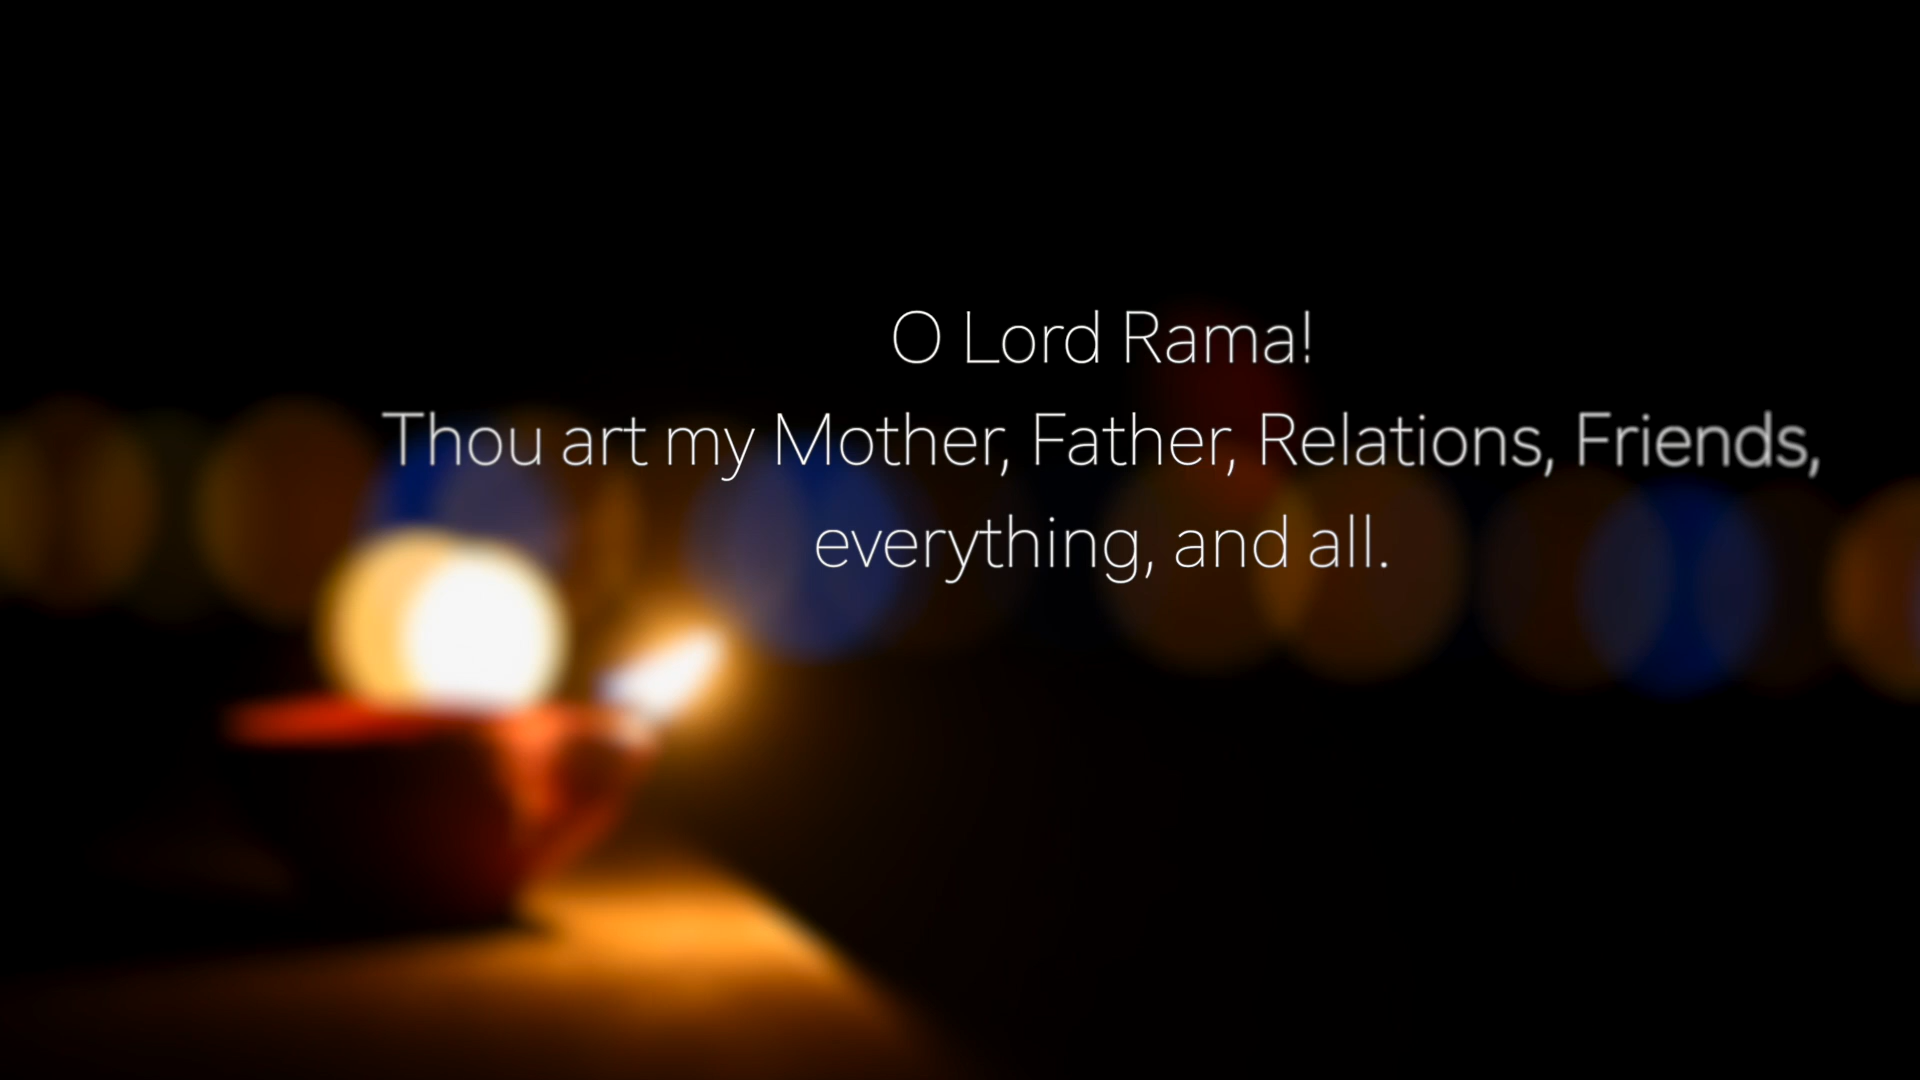 O Lord Rama!
Thou art my Mother, Father, Relations, Friends,
everything, and all.